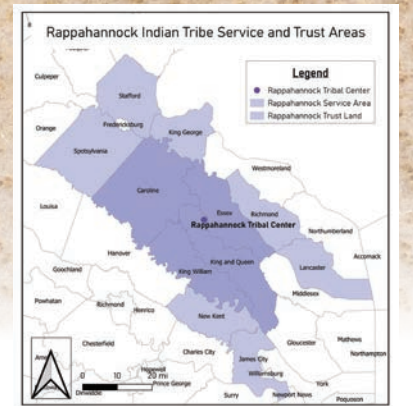 Rappahannock Indian Tribe Service and Trust Areas
Legend
Rappahannock Tribal Center
Rappahannock Service Area
Rappahannock Trust Land
Culpeper
Stafford
Orange
Fredericksburg
King George
Spotsylvania
Westmoreland
Caroline
Louisa
Essex
Richmond
Rappahannock Tribal Center
Northumberland
Hanover
Accomack
King and Queen
Lancaster
Goochland
King William
Middlesex
Powhatan
Richmond
Henrico
New Kent
Gloucester
Mathews
Chesterfield
Charles City
James City
Northampton
Hopewell
Williamsburg
York
0 10 20 mi
Prince George
Dinwiddie
Surry
Newport News
Poquoson